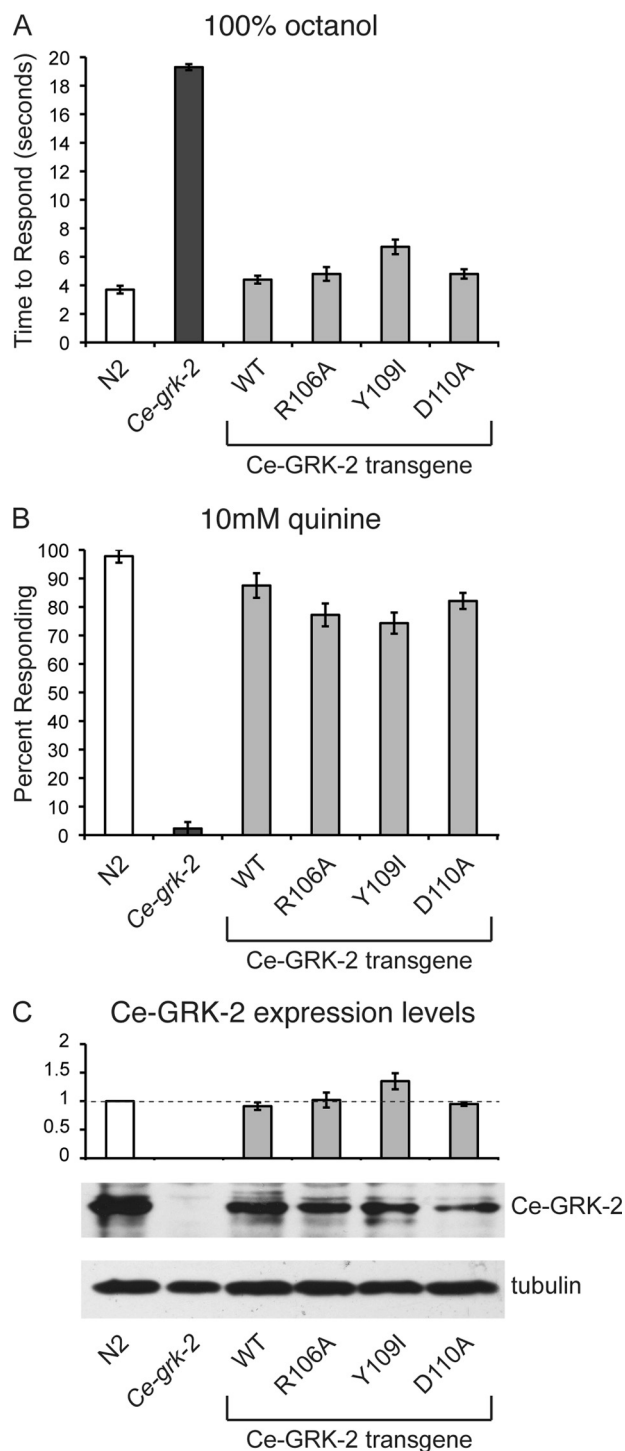 A
100% octanol
Time to Respond (seconds)
20
18
16
14
12
10
8
6
4
2
0
N2
Ce-grk-2
WT
R106A
Y109I
D110A
Ce-GRK-2 transgene
B
10mM quinine
Percent Responding
100
90
80
70
60
50
40
30
20
10
0
N2
Ce-grk-2
WT
R106A
Y109I
D110A
Ce-GRK-2 transgene
C
Ce-GRK-2 expression levels
2
1.5
1
0.5
0
Ce-GRK-2
tubulin
N2
Ce-grk-2
WT
R106A
Y109I
D110A
Ce-GRK-2 transgene